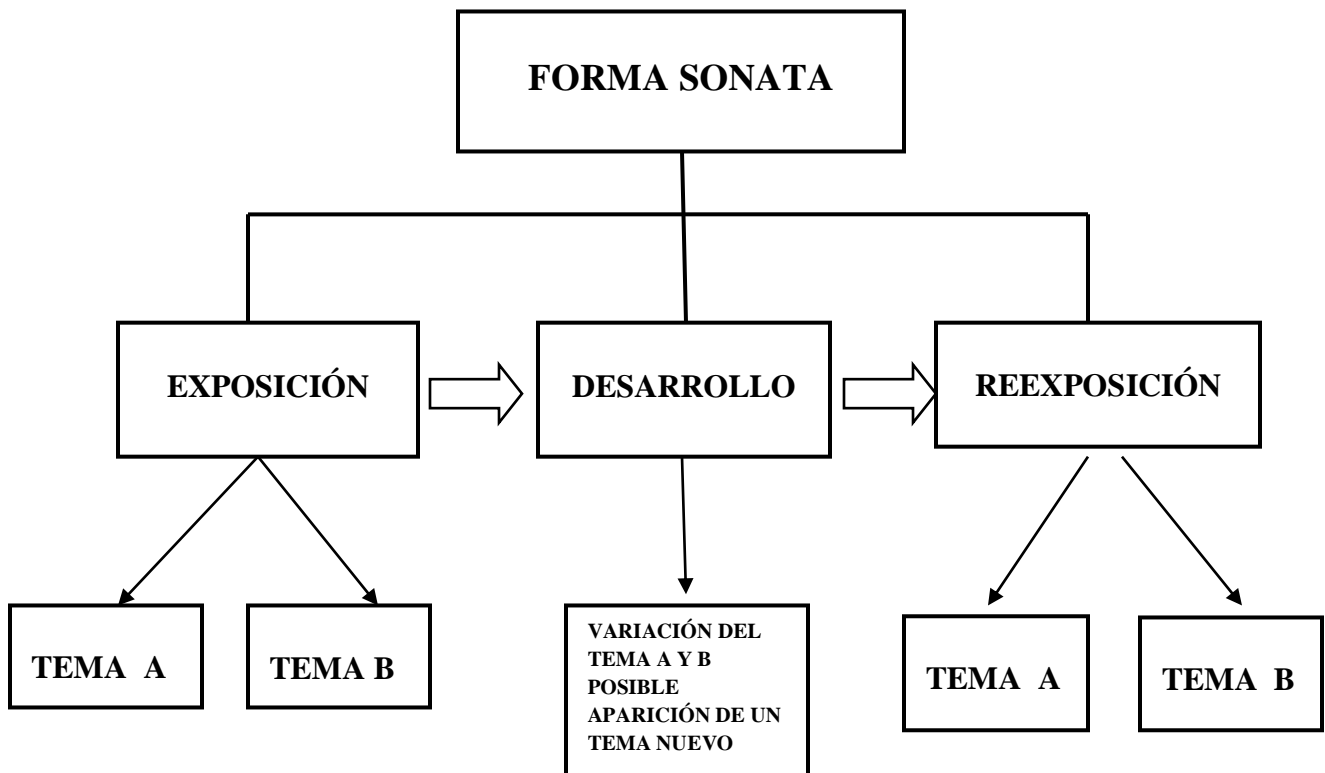 FORMA SONATA
EXPOSICIÓN
DESARROLLO
REEXPOSICIÓN
TEMA A
TEMA B
VARIACIÓN DEL
TEMA A Y B
POSIBLE
APARICIÓN DE UN
TEMA NUEVO
TEMA A
TEMA B